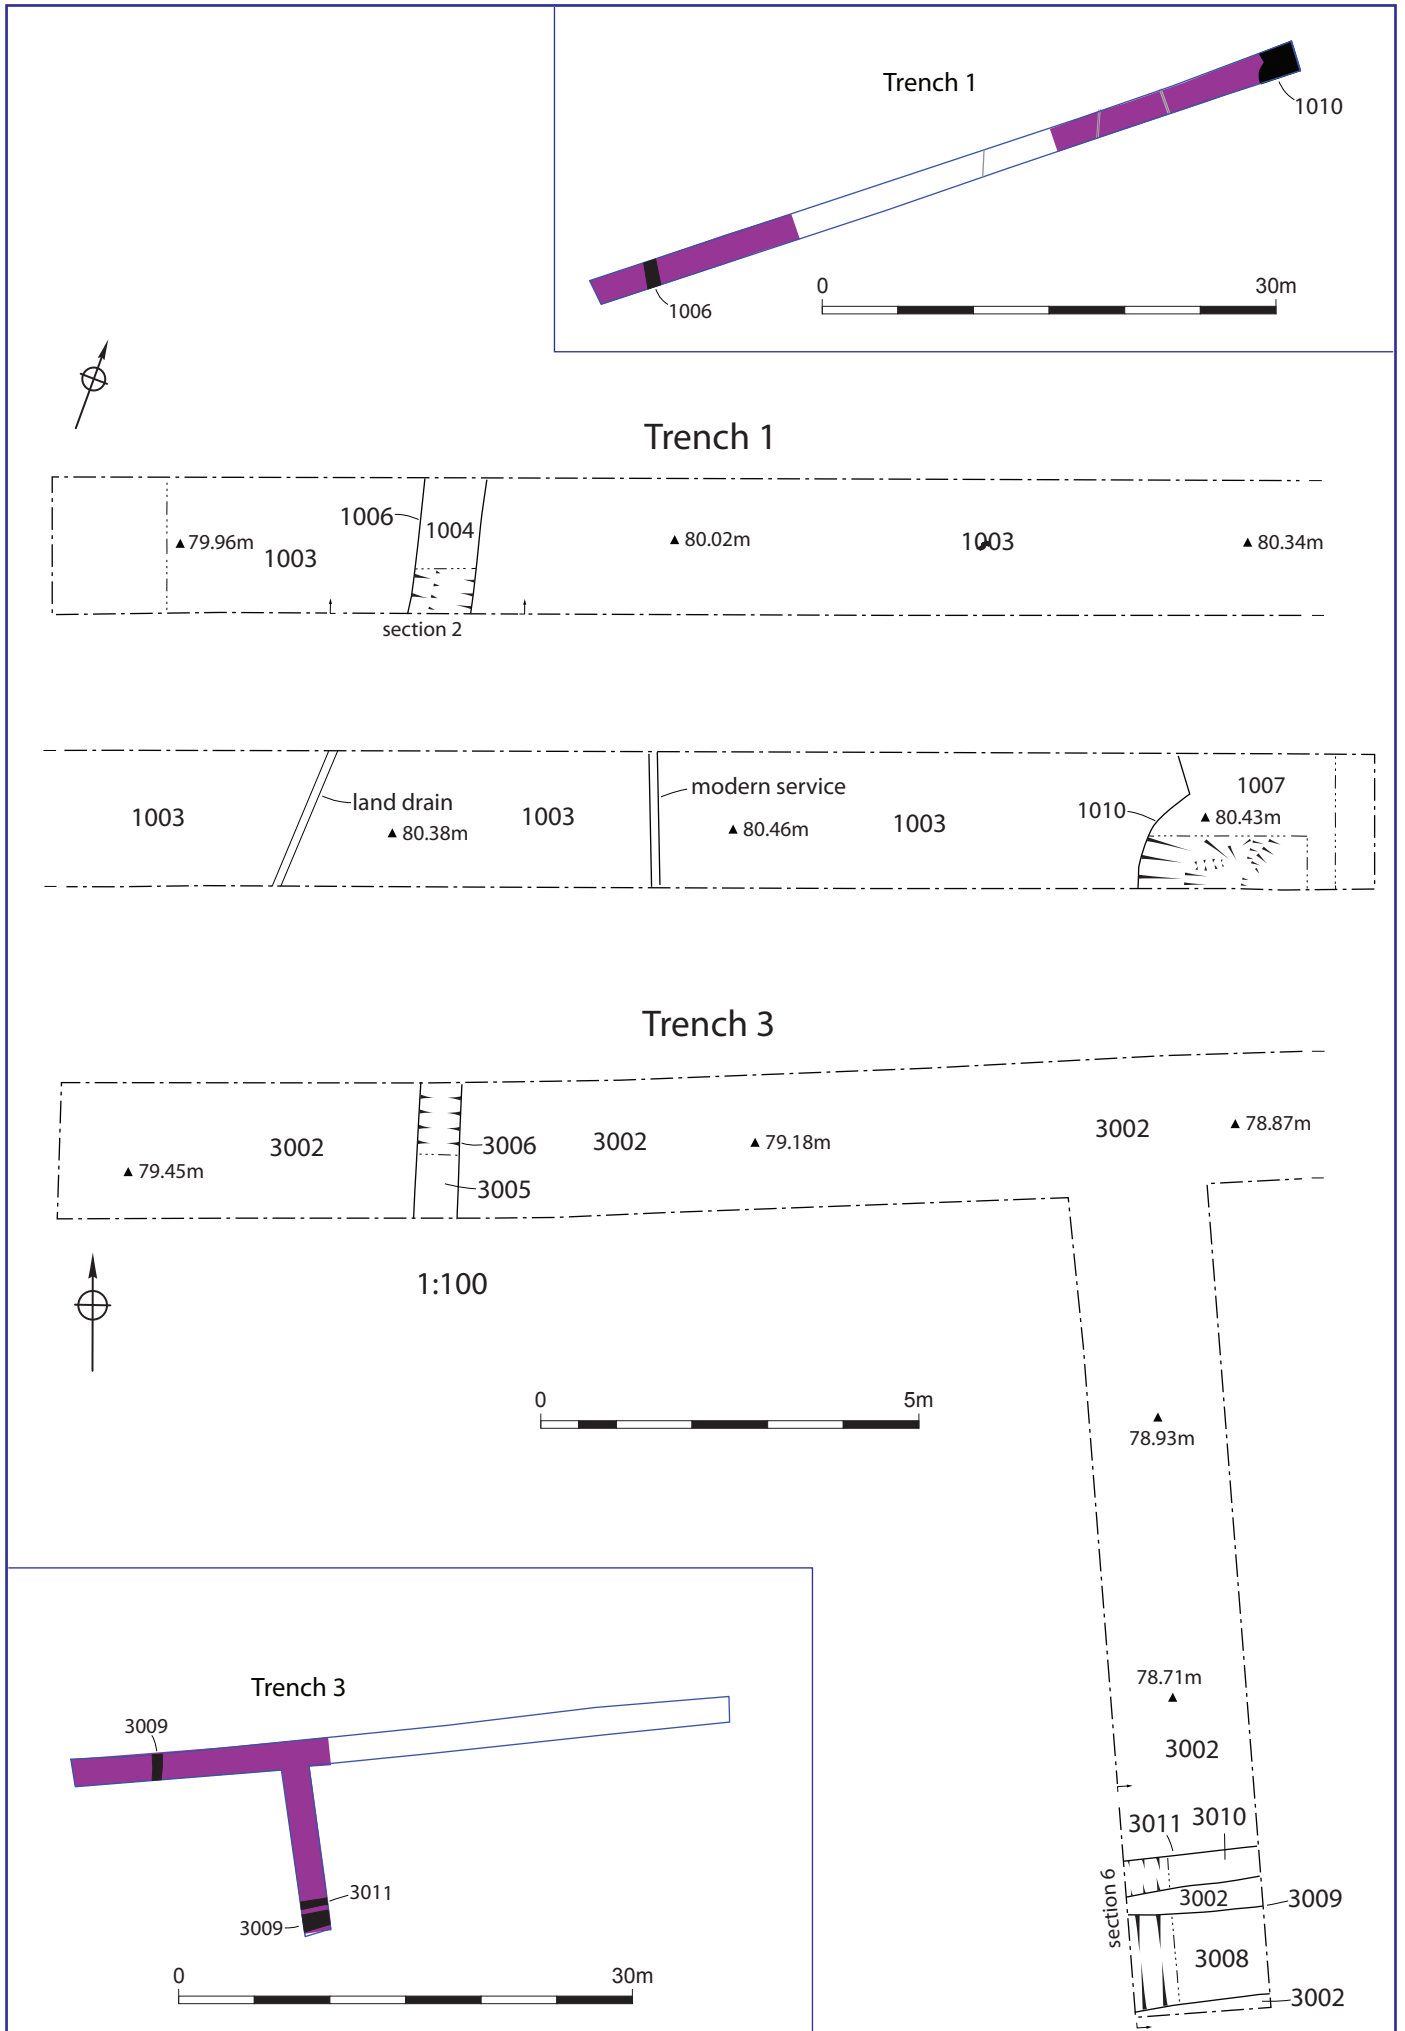 Trench 1
1010
1006
0 30m
Trench 1
1006
1004
79.96m
1003
80.02m
1003
80.34m
section 2
1003
land drain
80.38m
1003
modern service
80.46m
1003
1010
1007
80.43m
Trench 3
3002
79.45m
3006
3005
3002
79.18m
3002
78.87m
1:100
0 5m
78.93m
78.71m
3002
3011 3010
3002
3009
section 6
3008
3002
Trench 3
3009
3011
3009
0 30m